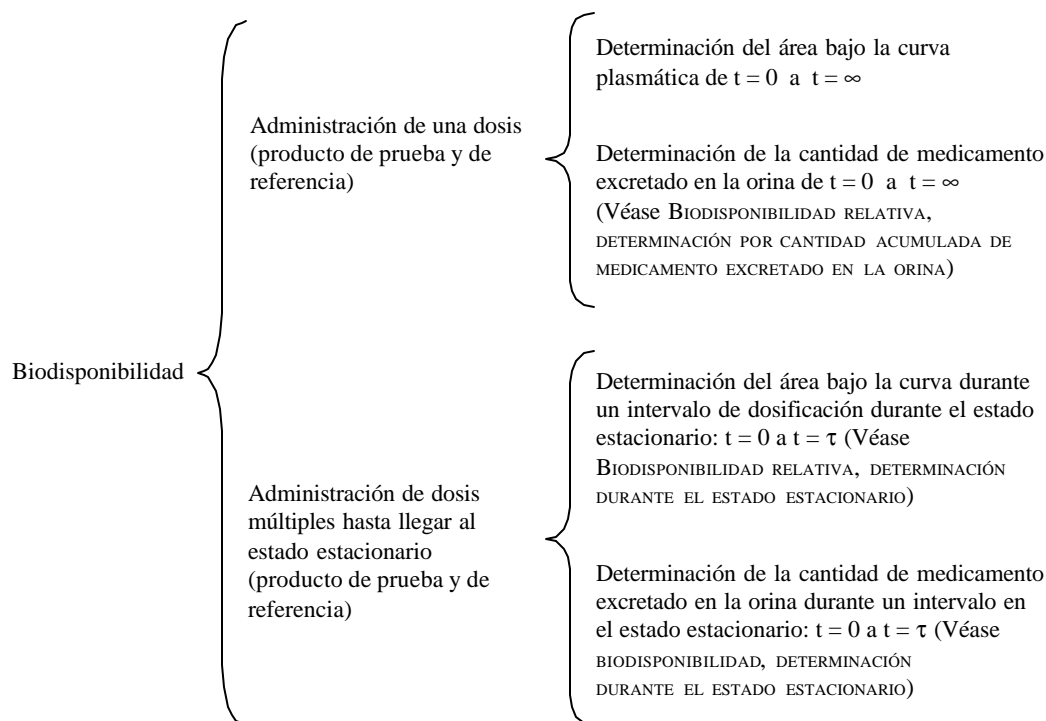 Biodisponibilidad
Administración de una dosis
(producto de prueba y de
referencia)
Determinación del área bajo la curva
plasmática de t = 0 a t = ∞
Determinación de la cantidad de medicamento
excretado en la orina de t = 0 a t = ∞
(Véase BIODISPONIBILIDAD RELATIVA,
DETERMINACIÓN POR CANTIDAD ACUMULADA DE
MEDICAMENTO EXCRETADO EN LA ORINA)
Administración de dosis
múltiples hasta llegar al
estado estacionario
(producto de prueba y de
referencia)
Determinación del área bajo la curva durante
un intervalo de dosificación durante el estado
estacionario: t = 0 a t = τ (Véase
BIODISPONIBILIDAD RELATIVA, DETERMINACIÓN
DURANTE EL ESTADO ESTACIONARIO)
Determinación de la cantidad de medicamento
excretado en la orina durante un intervalo en
el estado estacionario: t = 0 a t = τ (Véase
BIODISPONIBILIDAD, DETERMINACIÓN
DURANTE EL ESTADO ESTACIONARIO)